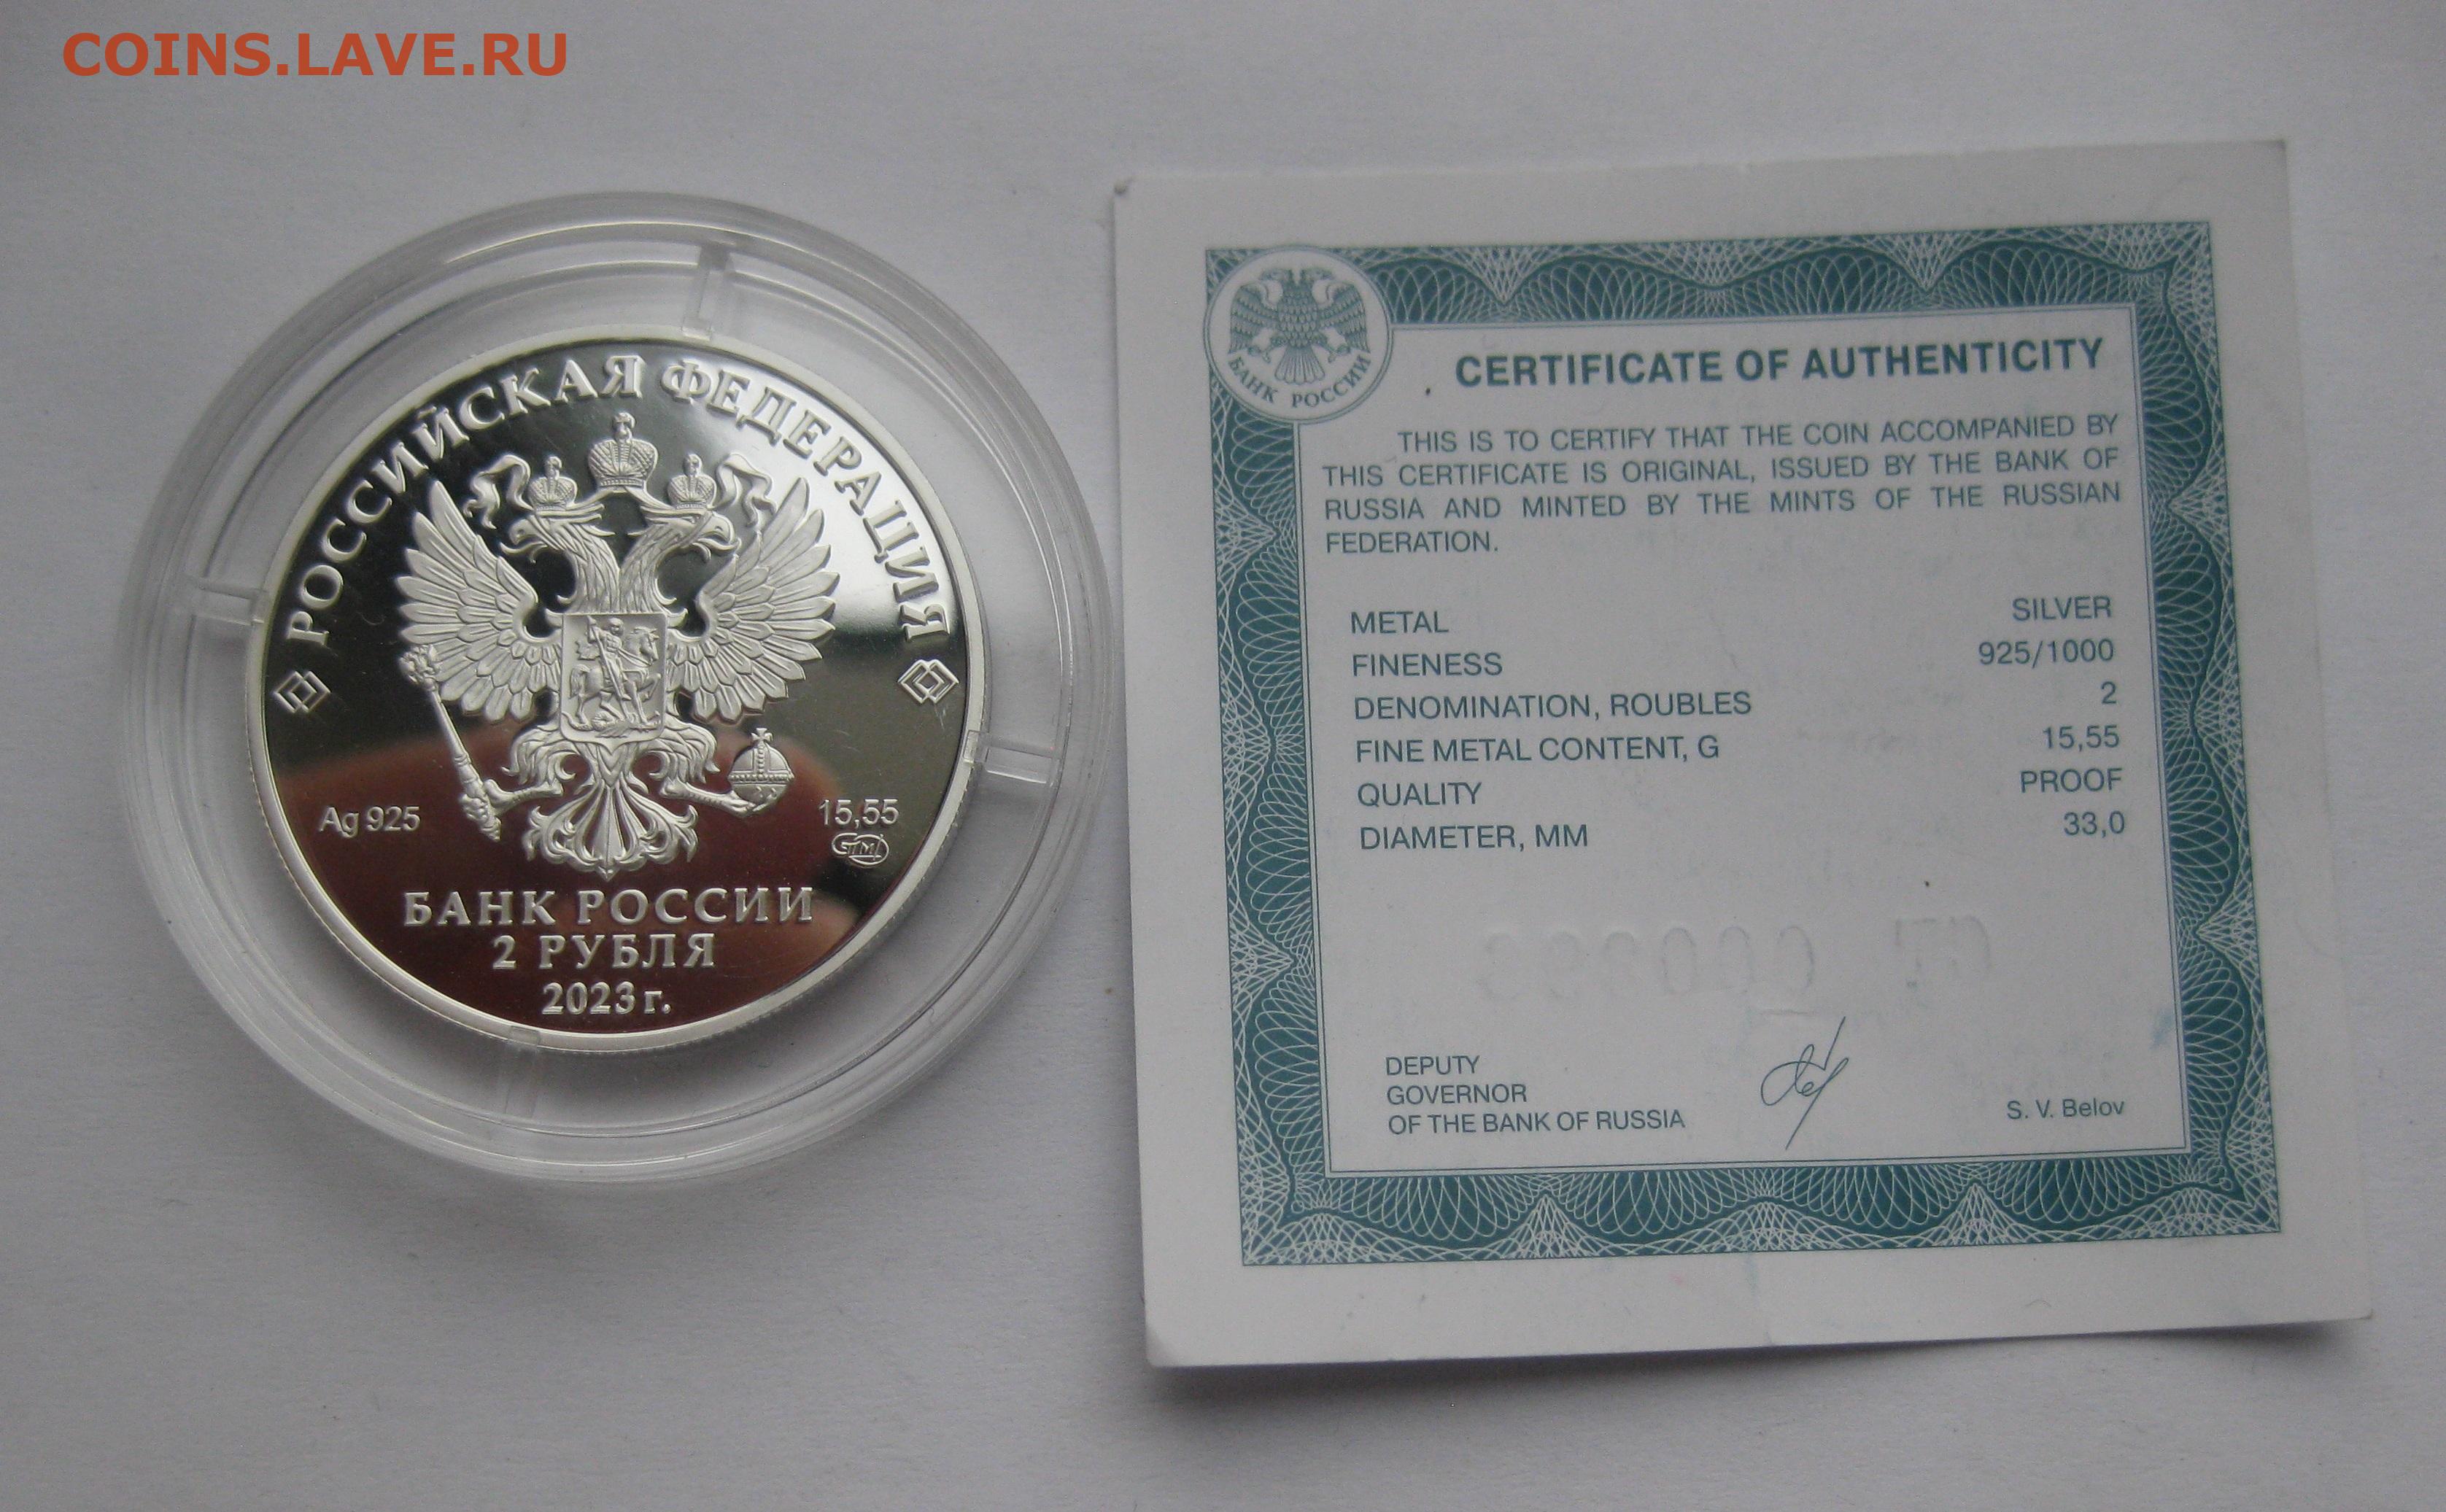 COINS.LAVE.RU
РОССИЙСКАЯ ФЕДЕРАЦИЯ
Ag 925
15,55
БАНК РОССИИ
2 РУБЛЯ
2023 г.
БАНК РОССИИ
CERTIFICATE OF AUTHENTICITY
THIS IS TO CERTIFY THAT THE COIN ACCOMPANIED BY
THIS CERTIFICATE IS ORIGINAL, ISSUED BY THE BANK OF
RUSSIA AND MINTED BY THE MINTS OF THE RUSSIAN
FEDERATION.
METAL SILVER
FINENESS 925/1000
DENOMINATION, ROUBLES 2
FINE METAL CONTENT, G 15,55
QUALITY PROOF
DIAMETER, MM 33,0
DEPUTY
GOVERNOR
OF THE BANK OF RUSSIA S. V. Belov